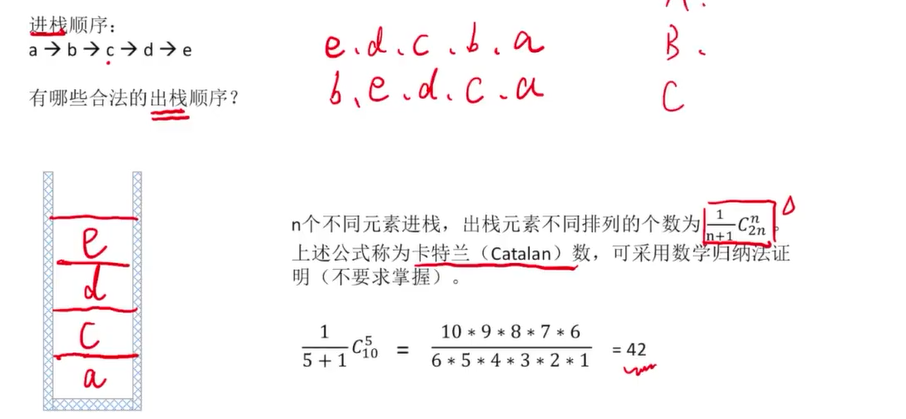 进栈顺序：
a→b→c→d→e
e.d.c.b.a
b、e.d.c.a
B.
C
有哪些合法的出栈顺序？
e
d
c
a
n个不同元素进栈，出栈元素不同排列的个数为 \frac{1}{n+1}C_{2n}^{n}。
上述公式称为卡特兰（Catalan）数，可采用数学归纳法证
明（不要求掌握）。
\frac{1}{5+1}C_{10}^{5} = \frac{10*9*8*7*6}{6*5*4*3*2*1} = 42